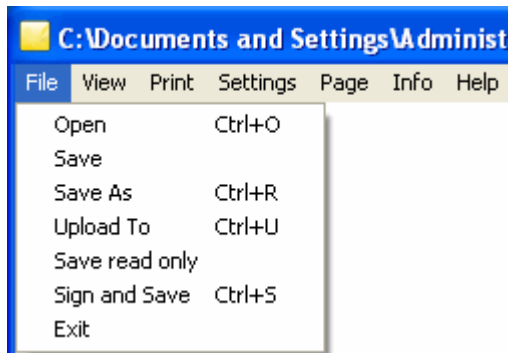 C:\Documents and Settings\Administ
File View Print Settings Page Info Help
Open Ctrl+O
Save
Save As Ctrl+R
Upload To Ctrl+U
Save read only
Sign and Save Ctrl+S
Exit